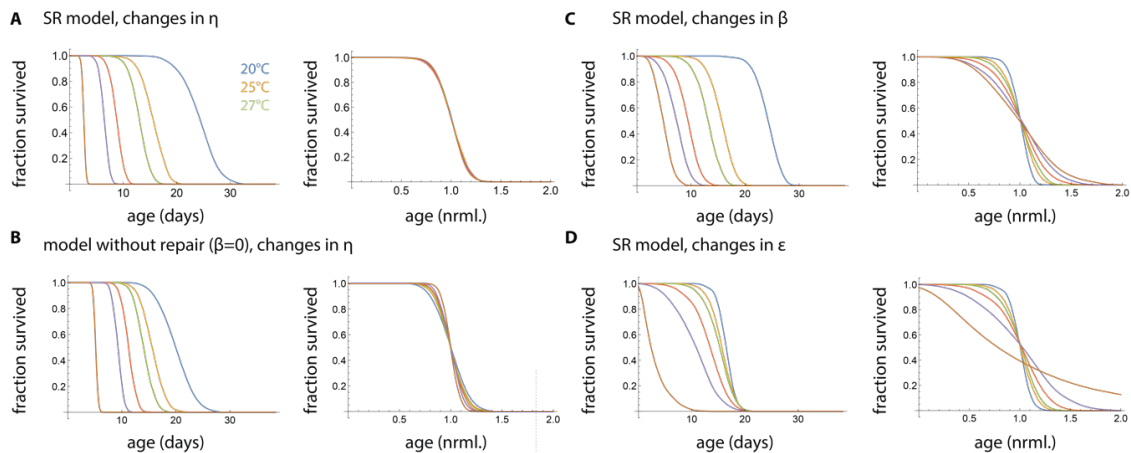 A SR model, changes in η
fraction survived
1.0
0.8
0.6
0.4
0.2
20°C
25°C
27°C
10 20 30
age (days)
fraction survived
1.0
0.8
0.6
0.4
0.2
0.5 1.0 1.5 2.0
age (nrml.)
B model without repair (β=0), changes in η
fraction survived
1.0
0.8
0.6
0.4
0.2
10 20 30
age (days)
fraction survived
1.0
0.8
0.6
0.4
0.2
0.5 1.0 1.5 2.0
age (nrml.)
C SR model, changes in β
fraction survived
1.0
0.8
0.6
0.4
0.2
10 20 30
age (days)
fraction survived
1.0
0.8
0.6
0.4
0.2
0.5 1.0 1.5 2.0
age (nrml.)
D SR model, changes in ε
fraction survived
1.0
0.8
0.6
0.4
0.2
10 20 30
age (days)
fraction survived
1.0
0.8
0.6
0.4
0.2
0.5 1.0 1.5 2.0
age (nrml.)